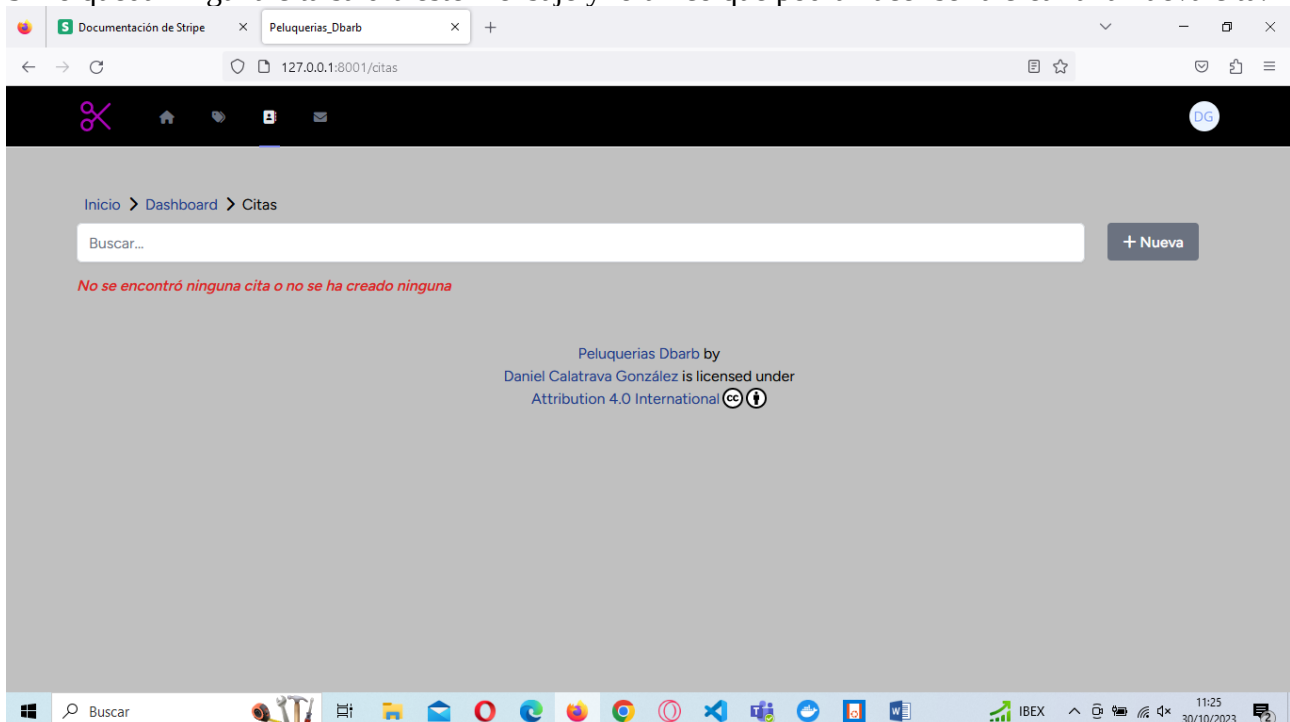 Documentación de Stripe
Peluquerias_Dbarb
127.0.0.1:8001/citas
DG
Inicio Dashboard Citas
Buscar...
+ Nueva
No se encontró ninguna cita o no se ha creado ninguna
Peluquerias Dbarb by
Daniel Calatrava González is licensed under
Attribution 4.0 International
Buscar
IBEX
11:25
30/10/2023